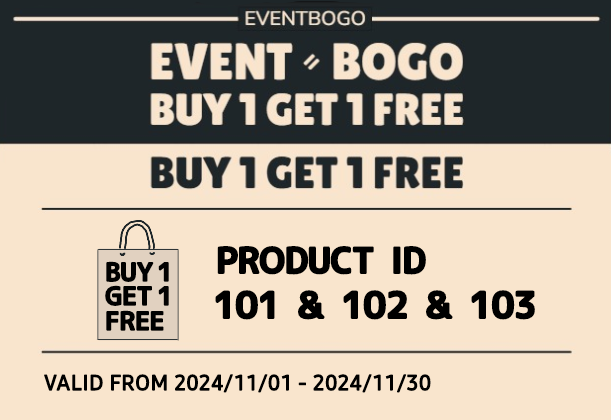 EVENTBOGO
EVENT BOGO
BUY 1 GET 1 FREE
BUY 1 GET 1 FREE
BUY 1
GET 1
FREE
PRODUCT ID
101 & 102 & 103
VALID FROM 2024/11/01 - 2024/11/30